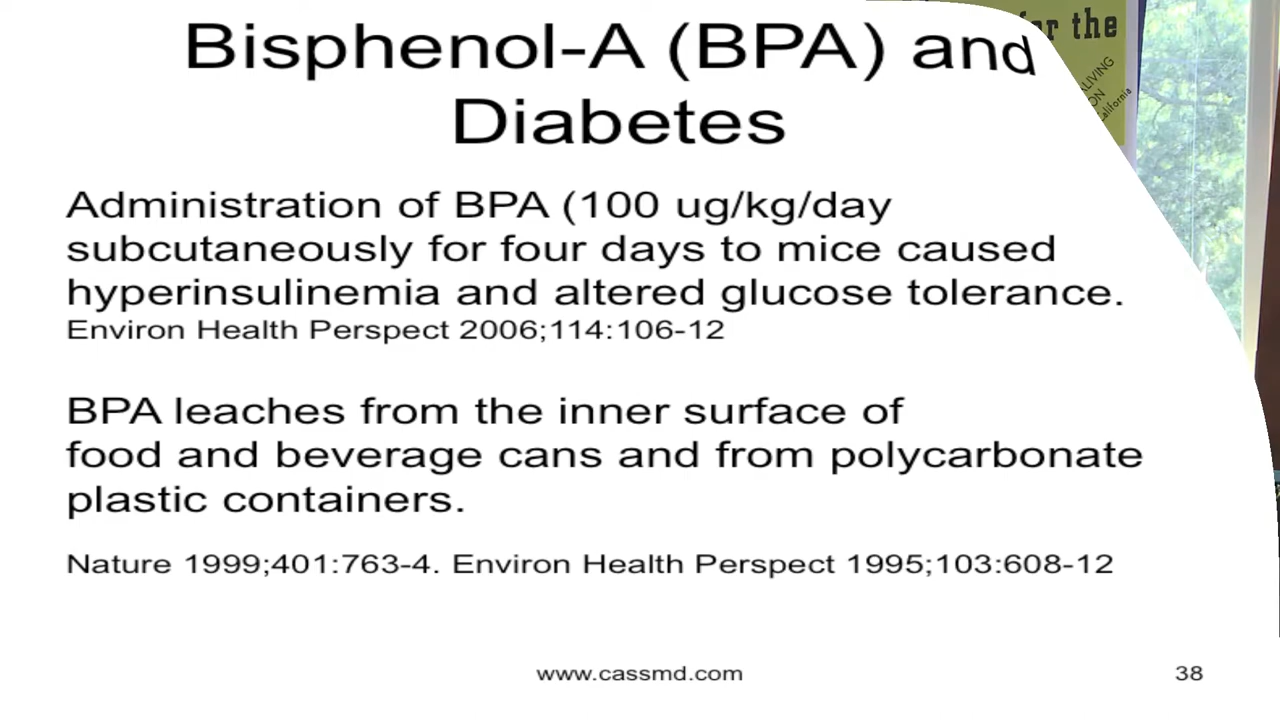 Bisphenol-A (BPA) and
Diabetes
Administration of BPA (100 ug/kg/day
subcutaneously for four days to mice caused
hyperinsulinemia and altered glucose tolerance.
Environ Health Perspect 2006;114:106-12
BPA leaches from the inner surface of
food and beverage cans and from polycarbonate
plastic containers.
Nature 1999;401:763-4. Environ Health Perspect 1995;103:608-12
www.cassmd.com
38
for the